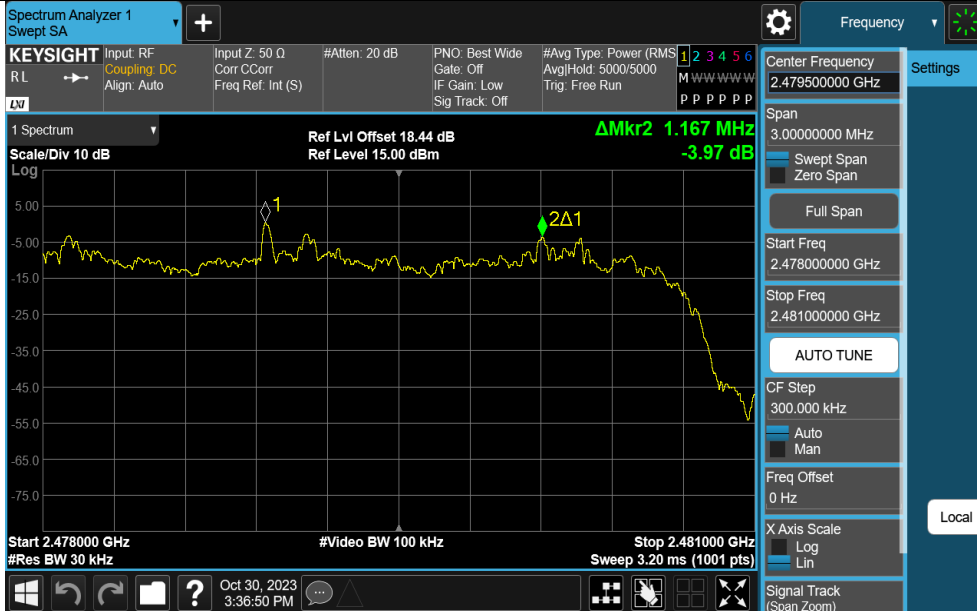 Spectrum Analyzer 1
Swept SA
+
Frequency
KEYSIGHT
RL
LXI
Input: RF
Coupling: DC
Align: Auto
Input Z: 50 Ω
Corr CCorr
Freq Ref: Int (S)
#Atten: 20 dB
PNO: Best Wide
Gate: Off
IF Gain: Low
Sig Track: Off
#Avg Type: Power (RMS
Avg|Hold: 5000/5000
Trig: Free Run
1 2 3 4 5 6
M W W W W W
P P P P P P
1 Spectrum
Scale/Div 10 dB
Log
Ref Lvl Offset 18.44 dB
Ref Level 15.00 dBm
ΔMkr2 1.167 MHz
-3.97 dB
5.00
-5.00
-15.0
-25.0
-35.0
-45.0
-55.0
-65.0
-75.0
1
2Δ1
Start 2.478000 GHz
#Res BW 30 kHz
#Video BW 100 kHz
Stop 2.481000 GHz
Sweep 3.20 ms (1001 pts)
Oct 30, 2023
3:36:50 PM
?
Center Frequency
2.479500000 GHz
Span
3.00000000 MHz
Swept Span
Zero Span
Full Span
Start Freq
2.478000000 GHz
Stop Freq
2.481000000 GHz
AUTO TUNE
CF Step
300.000 kHz
Auto
Man
Freq Offset
0 Hz
X Axis Scale
Log
Lin
Signal Track
(Span Zoom)
Settings
Local